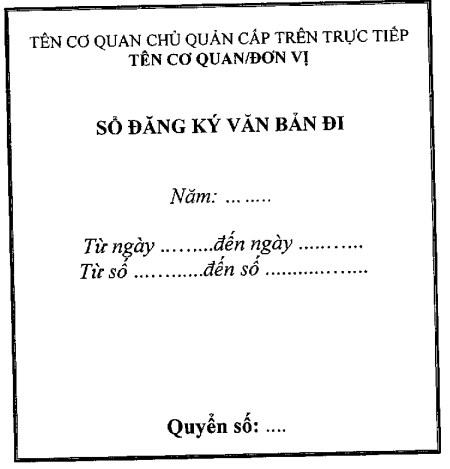 TÊN CƠ QUAN CHỦ QUẢN CẤP TRÊN TRỰC TIẾP
TÊN CƠ QUAN/ĐƠN VỊ
SỔ ĐĂNG KÝ VĂN BẢN ĐI
Năm: ... .....
Từ ngày .........đến ngày ...........
Từ số ............đến số ..................
Quyển số: ....